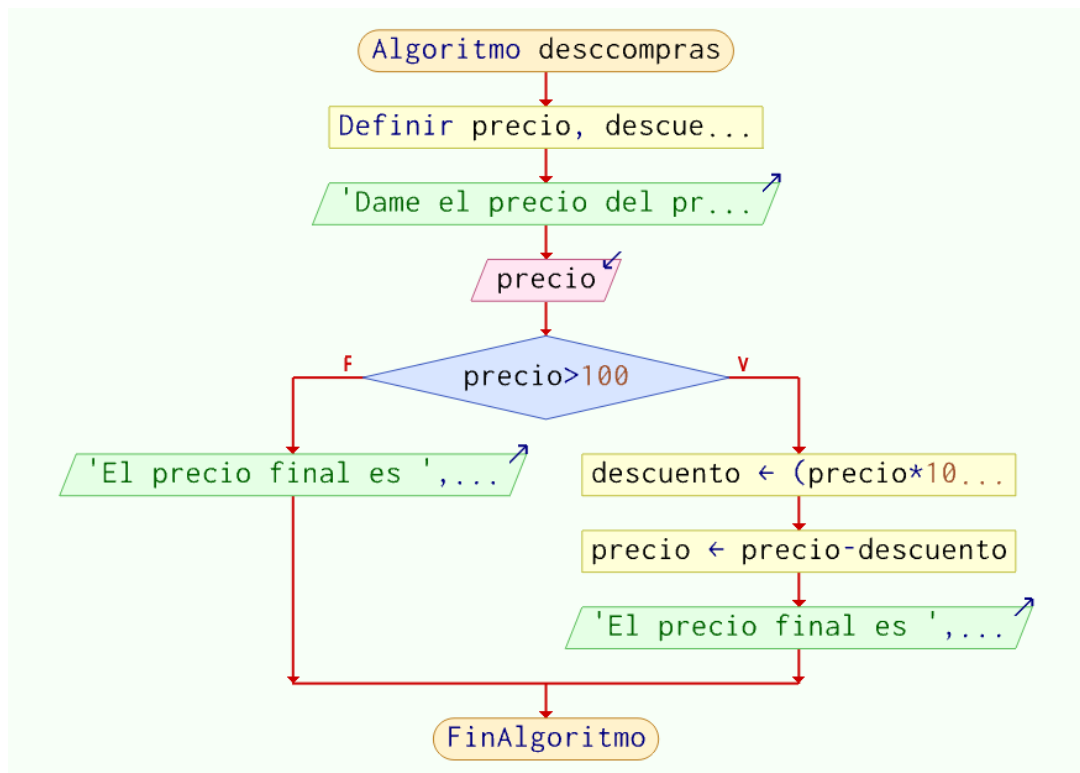 Algoritmo desccompras
Definir precio, descue...
'Dame el precio del pr...
precio
precio>100
F
V
'El precio final es ',...
descuento ← (precio*10...
precio ← precio-descuento
'El precio final es ',...
FinAlgoritmo